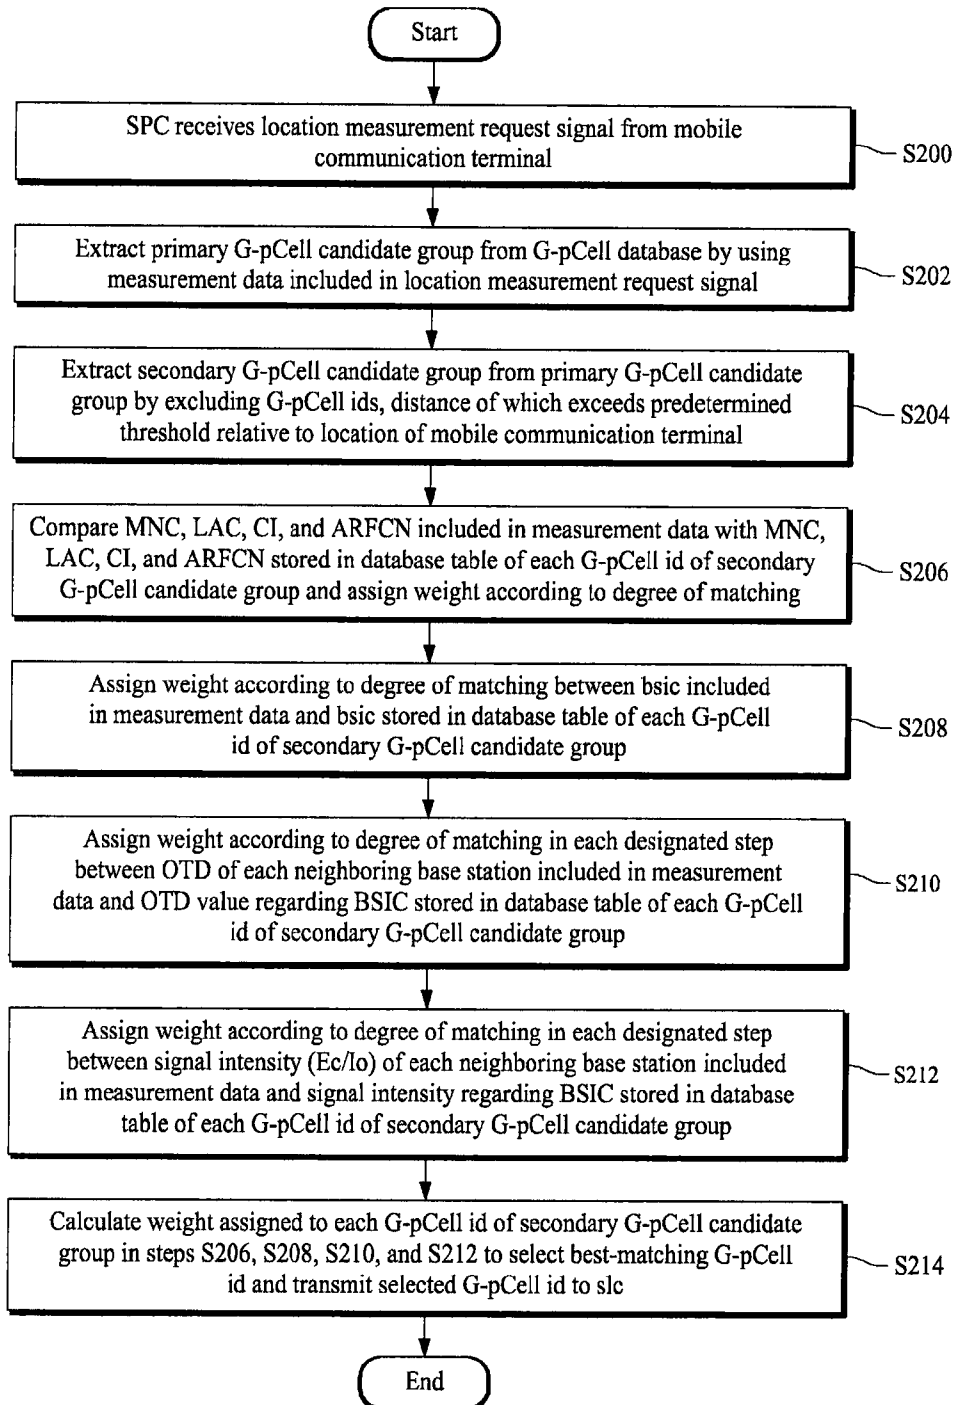 Start
SPC receives location measurement request signal from mobile
communication terminal
S200
Extract primary G-pCell candidate group from G-pCell database by using
measurement data included in location measurement request signal
S202
Extract secondary G-pCell candidate group from primary G-pCell candidate
group by excluding G-pCell ids, distance of which exceeds predetermined
threshold relative to location of mobile communication terminal
S204
Compare MNC, LAC, CI, and ARFCN included in measurement data with MNC,
LAC, CI, and ARFCN stored in database table of each G-pCell id of secondary
G-pCell candidate group and assign weight according to degree of matching
S206
Assign weight according to degree of matching between bsic included
in measurement data and bsic stored in database table of each G-pCell
id of secondary G-pCell candidate group
S208
Assign weight according to degree of matching in each designated step
between OTD of each neighboring base station included in measurement
data and OTD value regarding BSIC stored in database table of each G-pCell
id of secondary G-pCell candidate group
S210
Assign weight according to degree of matching in each designated step
between signal intensity (Ec/Io) of each neighboring base station included
in measurement data and signal intensity regarding BSIC stored in database
table of each G-pCell id of secondary G-pCell candidate group
S212
Calculate weight assigned to each G-pCell id of secondary G-pCell candidate
group in steps S206, S208, S210, and S212 to select best-matching G-pCell
id and transmit selected G-pCell id to slc
S214
End